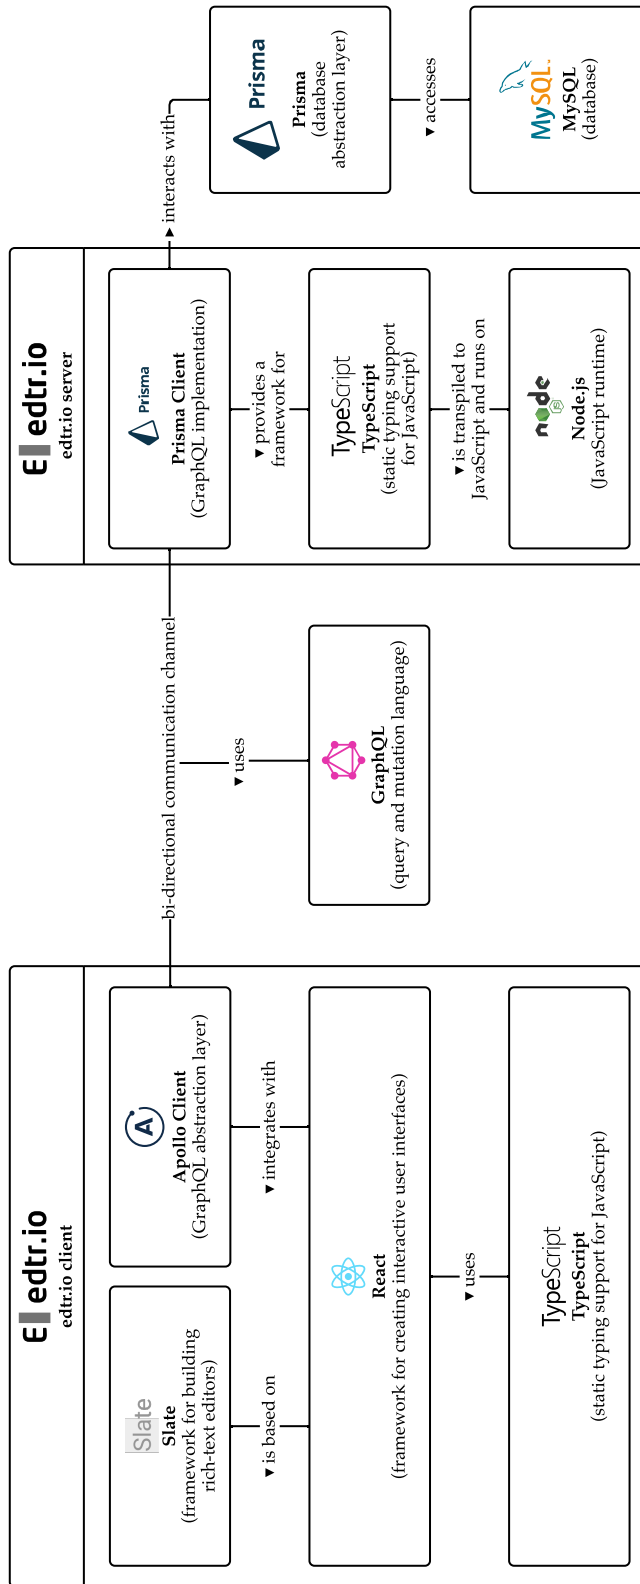 edtr.io
edtr.io client
Slate
Slate
(framework for building
rich-text editors)
A
Apollo Client
(GraphQL abstraction layer)
▼ is based on
▼ integrates with
React
(framework for creating interactive user interfaces)
▼ uses
TypeScript
TypeScript
(static typing support for JavaScript)
bi-directional communication channel
▼ uses
GraphQL
(query and mutation language)
edtr.io
edtr.io server
Prisma
Prisma Client
(GraphQL implementation)
▼ provides a
framework for
TypeScript
TypeScript
(static typing support
for JavaScript)
▼ is transpiled to
JavaScript and runs on
node
JS
Node.js
(JavaScript runtime)
► interacts with
Prisma
Prisma
(database
abstraction layer)
▼ accesses
MySQL
MySQL
(database)